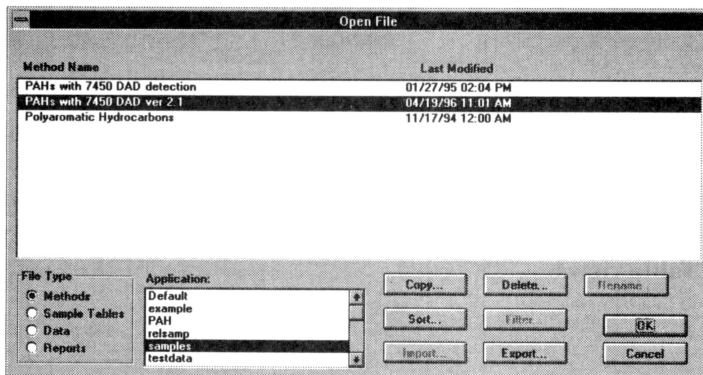 Open File
Method Name Last Modified
PAHs with 7450 DAD detection 01/27/95 02:04 PM
PAHs with 7450 DAD ver 2.1 04/19/96 11:01 AM
Polyaromatic Hydrocarbons 11/17/94 12:00 AM
File Type
Methods
Sample Tables
Data
Reports
Application:
Default
example
PAH
relsamp
samples
testdata
Copy... Delete... Rename...
Sort... Filter... OK
Import... Export... Cancel